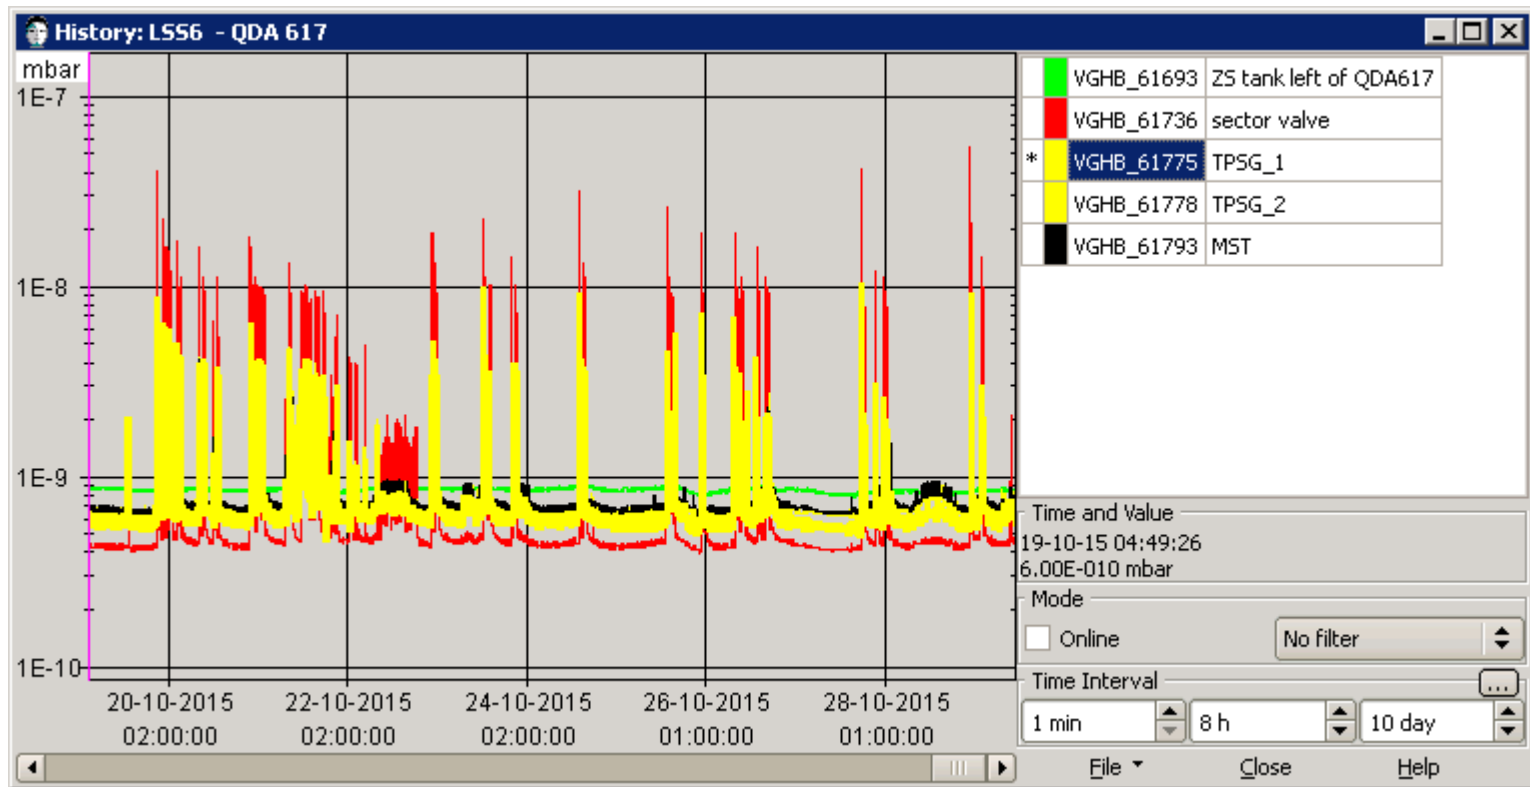 History: LSS6 - QDA 617
mbar
1E-7
1E-8
1E-9
1E-10
20-10-2015 22-10-2015 24-10-2015 26-10-2015 28-10-2015
02:00:00 02:00:00 02:00:00 01:00:00 01:00:00
VGHB_61693 ZS tank left of QDA617
VGHB_61736 sector valve
* VGHB_61775 TPSG_1
VGHB_61778 TPSG_2
VGHB_61793 MST
Time and Value
19-10-15 04:49:26
6.00E-010 mbar
Mode
Online No filter
Time Interval ...
1 min 8 h 10 day
File Close Help